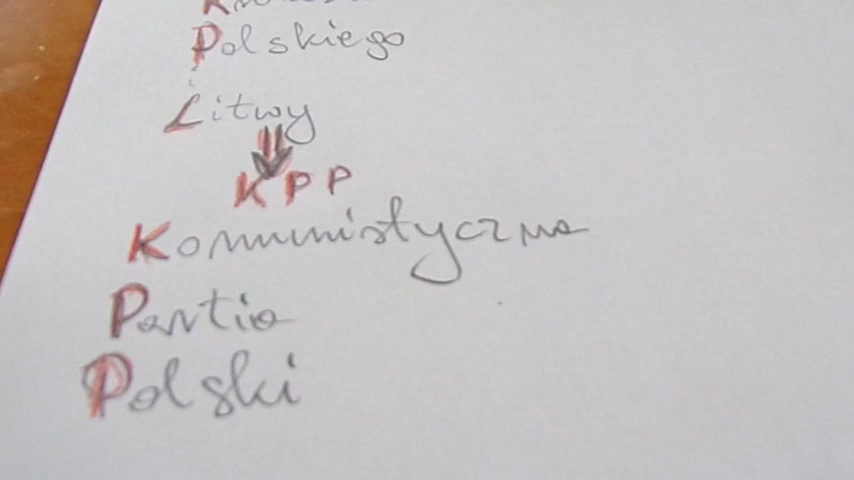 Polskiego
i
Litwy
KPP
Komunistyczna
Partia
Polski